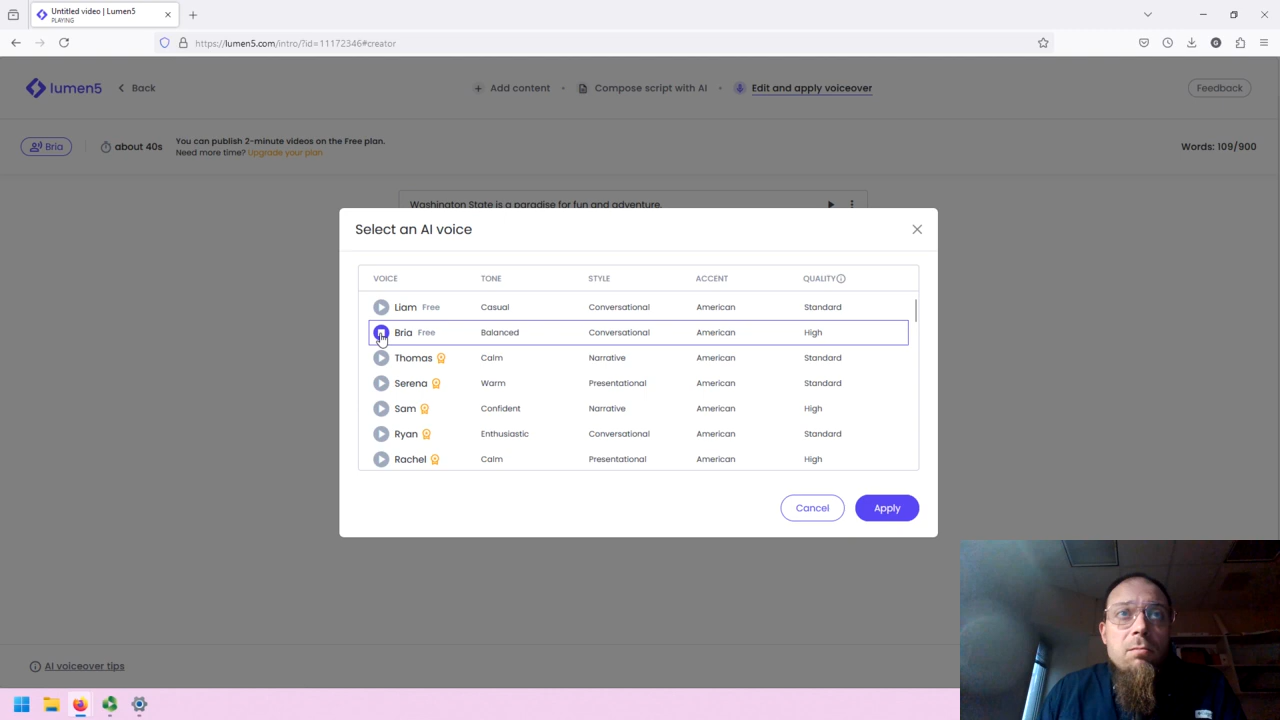 Untitled video | Lumen5
PLAYING
https://lumen5.com/intro/?id=11172346#creator
lumen5
Back
Add content
Compose script with AI
Edit and apply voiceover
Feedback
Bria
about 40s
You can publish 2-minute videos on the Free plan.
Need more time? Upgrade your plan
Words: 109/900
Washington State is a paradise for fun and adventure.
Select an AI voice
VOICE TONE STYLE ACCENT QUALITY
Liam Free Casual Conversational American Standard
Bria Free Balanced Conversational American High
Thomas Calm Narrative American Standard
Serena Warm Presentational American Standard
Sam Confident Narrative American High
Ryan Enthusiastic Conversational American Standard
Rachel Calm Presentational American High
Cancel
Apply
AI voiceover tips